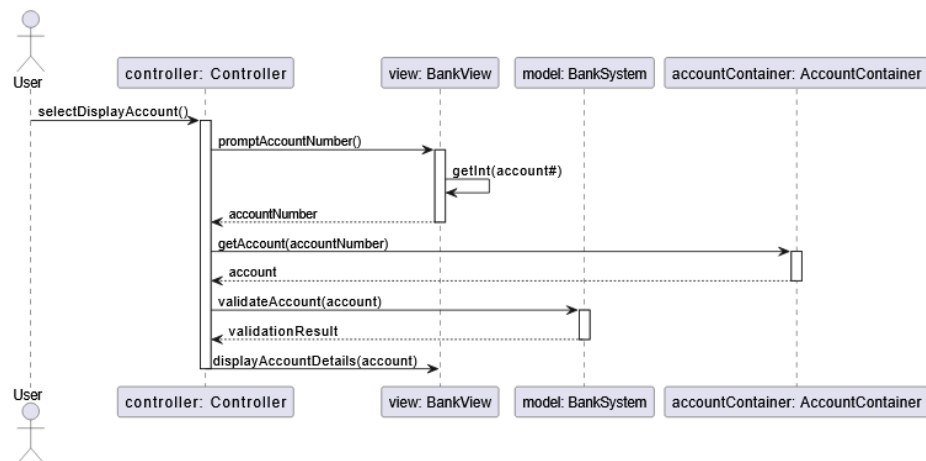 User
controller: Controller
view: BankView
model: BankSystem
accountContainer: AccountContainer
selectDisplayAccount()
promptAccountNumber()
getInt(account#)
accountNumber
getAccount(accountNumber)
account
validateAccount(account)
validationResult
displayAccountDetails(account)
User
controller: Controller
view: BankView
model: BankSystem
accountContainer: AccountContainer